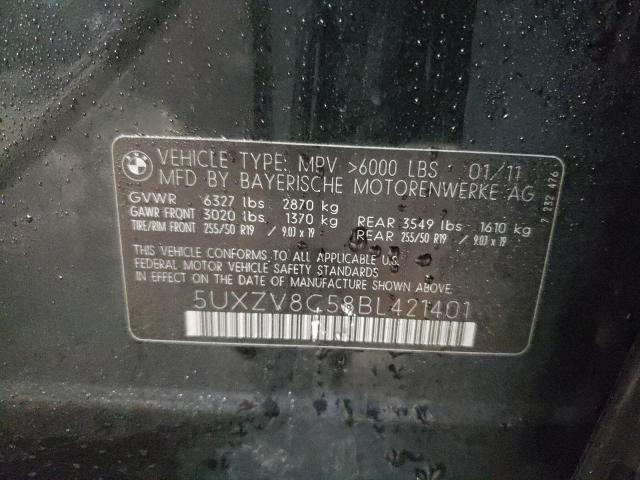 VEHICLE TYPE: MPV >6000 LBS 01/11
MFD BY BAYERISCHE MOTORENWERKE AG
GVWR 6327 lbs 2870 kg
GAWR FRONT 3020 lbs. 1370 kg REAR 3549 lbs 1610 kg
TIRE/RIM FRONT 255/50 R19 / 9.0J x 19 REAR 255/50 R19 / 9.0J x 19
THIS VEHICLE CONFORMS TO ALL APPLICABLE U.S.
FEDERAL MOTOR VEHICLE SAFETY STANDARDS
IN EFFECT ON THE DATE OF MANUFACTURE SHOWN ABOVE.
5UXZV8C58BL421401
7 232 476